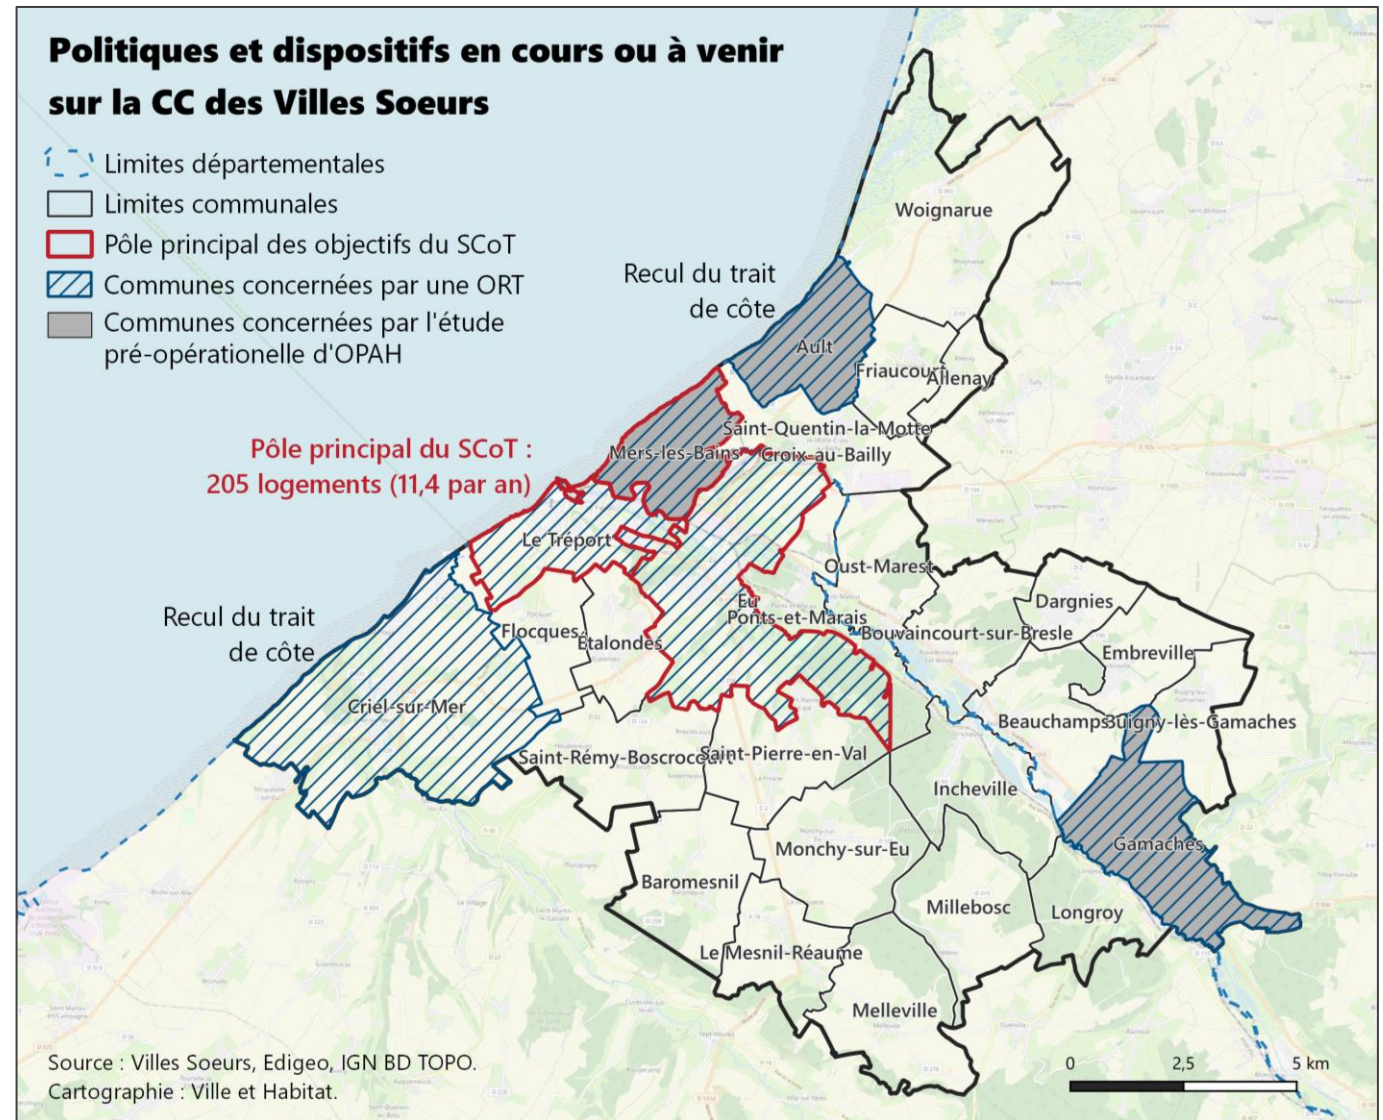 Politiques et dispositifs en cours ou à venir
sur la CC des Villes Soeurs
Limites départementales
Limites communales
Pôle principal des objectifs du SCoT
Communes concernées par une ORT
Communes concernées par l'étude
pré-opérationelle d'OPAH
Woignarue
Recul du trait
de côte
Ault
Friaucourt
Allenay
Saint-Quentin-la-Motte
Croix-au-Bailly
Mers-les-Bains
Pôle principal du SCoT :
205 logements (11,4 par an)
Le Tréport
Oust-Marest
Eu
Ponts-et-Marais
Dargnies
Bouvaincourt-sur-Bresle
Embreville
Recul du trait
de côte
Flocques
Étalondes
Criel-sur-Mer
Beauchamps
Buigny-lès-Gamaches
Saint-Rémy-Boscrocourt
Saint-Pierre-en-Val
Incheville
Gamaches
Monchy-sur-Eu
Baromesnil
Millebosc
Longroy
Le Mesnil-Réaume
Melleville
Source : Villes Soeurs, Edigeo, IGN BD TOPO.
Cartographie : Ville et Habitat.
0 2,5 5 km